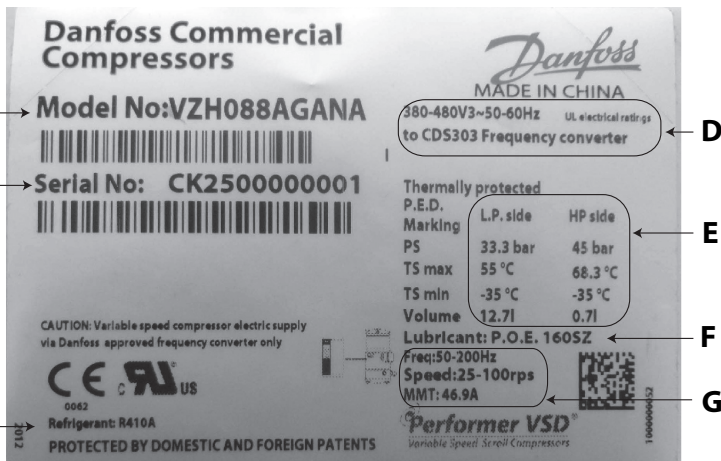 Danfoss Commercial
Compressors
Danfoss
MADE IN CHINA
Model No:VZH088AGANA
380-480V3~50-60Hz UL electrical ratings
to CDS303 Frequency converter
D
Serial No: CK2500000001
Thermally protected
P.E.D.
Marking L.P. side HP side
E
PS 33.3 bar 45 bar
TS max 55 °C 68.3 °C
TS min -35 °C -35 °C
Volume 12.7l 0.7l
Lubricant: P.O.E. 160SZ
F
CAUTION: Variable speed compressor electric supply
via Danfoss approved frequency converter only
Freq:50-200Hz
Speed:25-100rps
MMT: 46.9A
G
CE
0062
c RU US
Refrigerant: R410A
2012
PROTECTED BY DOMESTIC AND FOREIGN PATENTS
Performer VSD®
Variable Speed Scroll Compressors